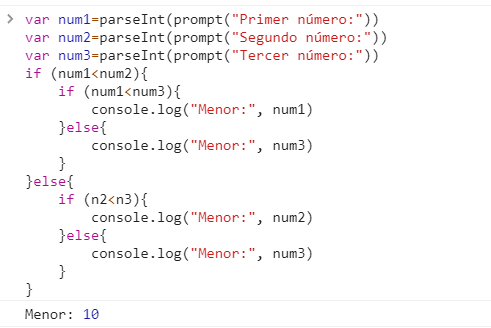 var num1=parseInt(prompt("Primer número:"))
var num2=parseInt(prompt("Segundo número:"))
var num3=parseInt(prompt("Tercer número:"))
if (num1<num2){
    if (num1<num3){
        console.log("Menor:", num1)
    }else{
        console.log("Menor:", num3)
    }
}else{
    if (n2<n3){
        console.log("Menor:", num2)
    }else{
        console.log("Menor:", num3)
    }
}
Menor: 10